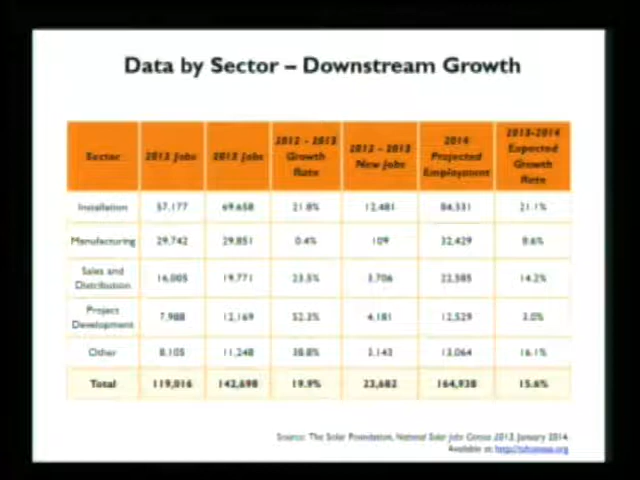 Data by Sector – Downstream Growth
Sector 2012 Jobs 2013 Jobs 2012 - 2013 Growth Rate 2012 - 2013 New Jobs 2014 Projected Employment 2013-2014 Expected Growth Rate
Installation 57,177 69,658 21.8% 12,481 84,331 21.1%
Manufacturing 29,742 29,851 0.4% 109 32,429 8.6%
Sales and Distribution 16,005 19,771 23.5% 3,706 22,585 14.2%
Project Development 7,988 12,169 52.3% 4,181 12,529 3.0%
Other 8,105 11,248 38.8% 3,143 13,064 16.1%
Total 119,016 142,698 19.9% 23,682 164,938 15.6%
Source: The Solar Foundation, National Solar Jobs Census 2013, January 2014.
Available at: